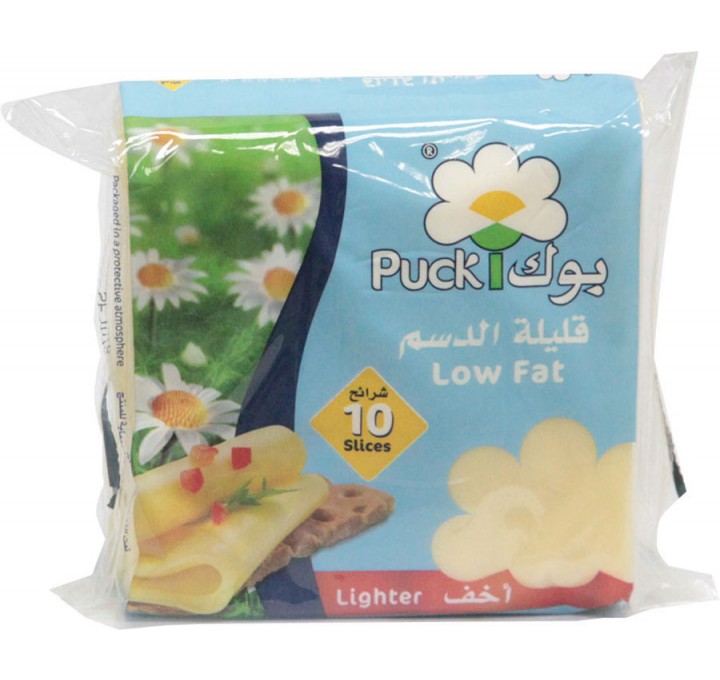 ®
Puck بوك
قليلة الدسم
Low Fat
شرائح
10
Slices
Lighter أخف
Packaged in a protective atmosphere